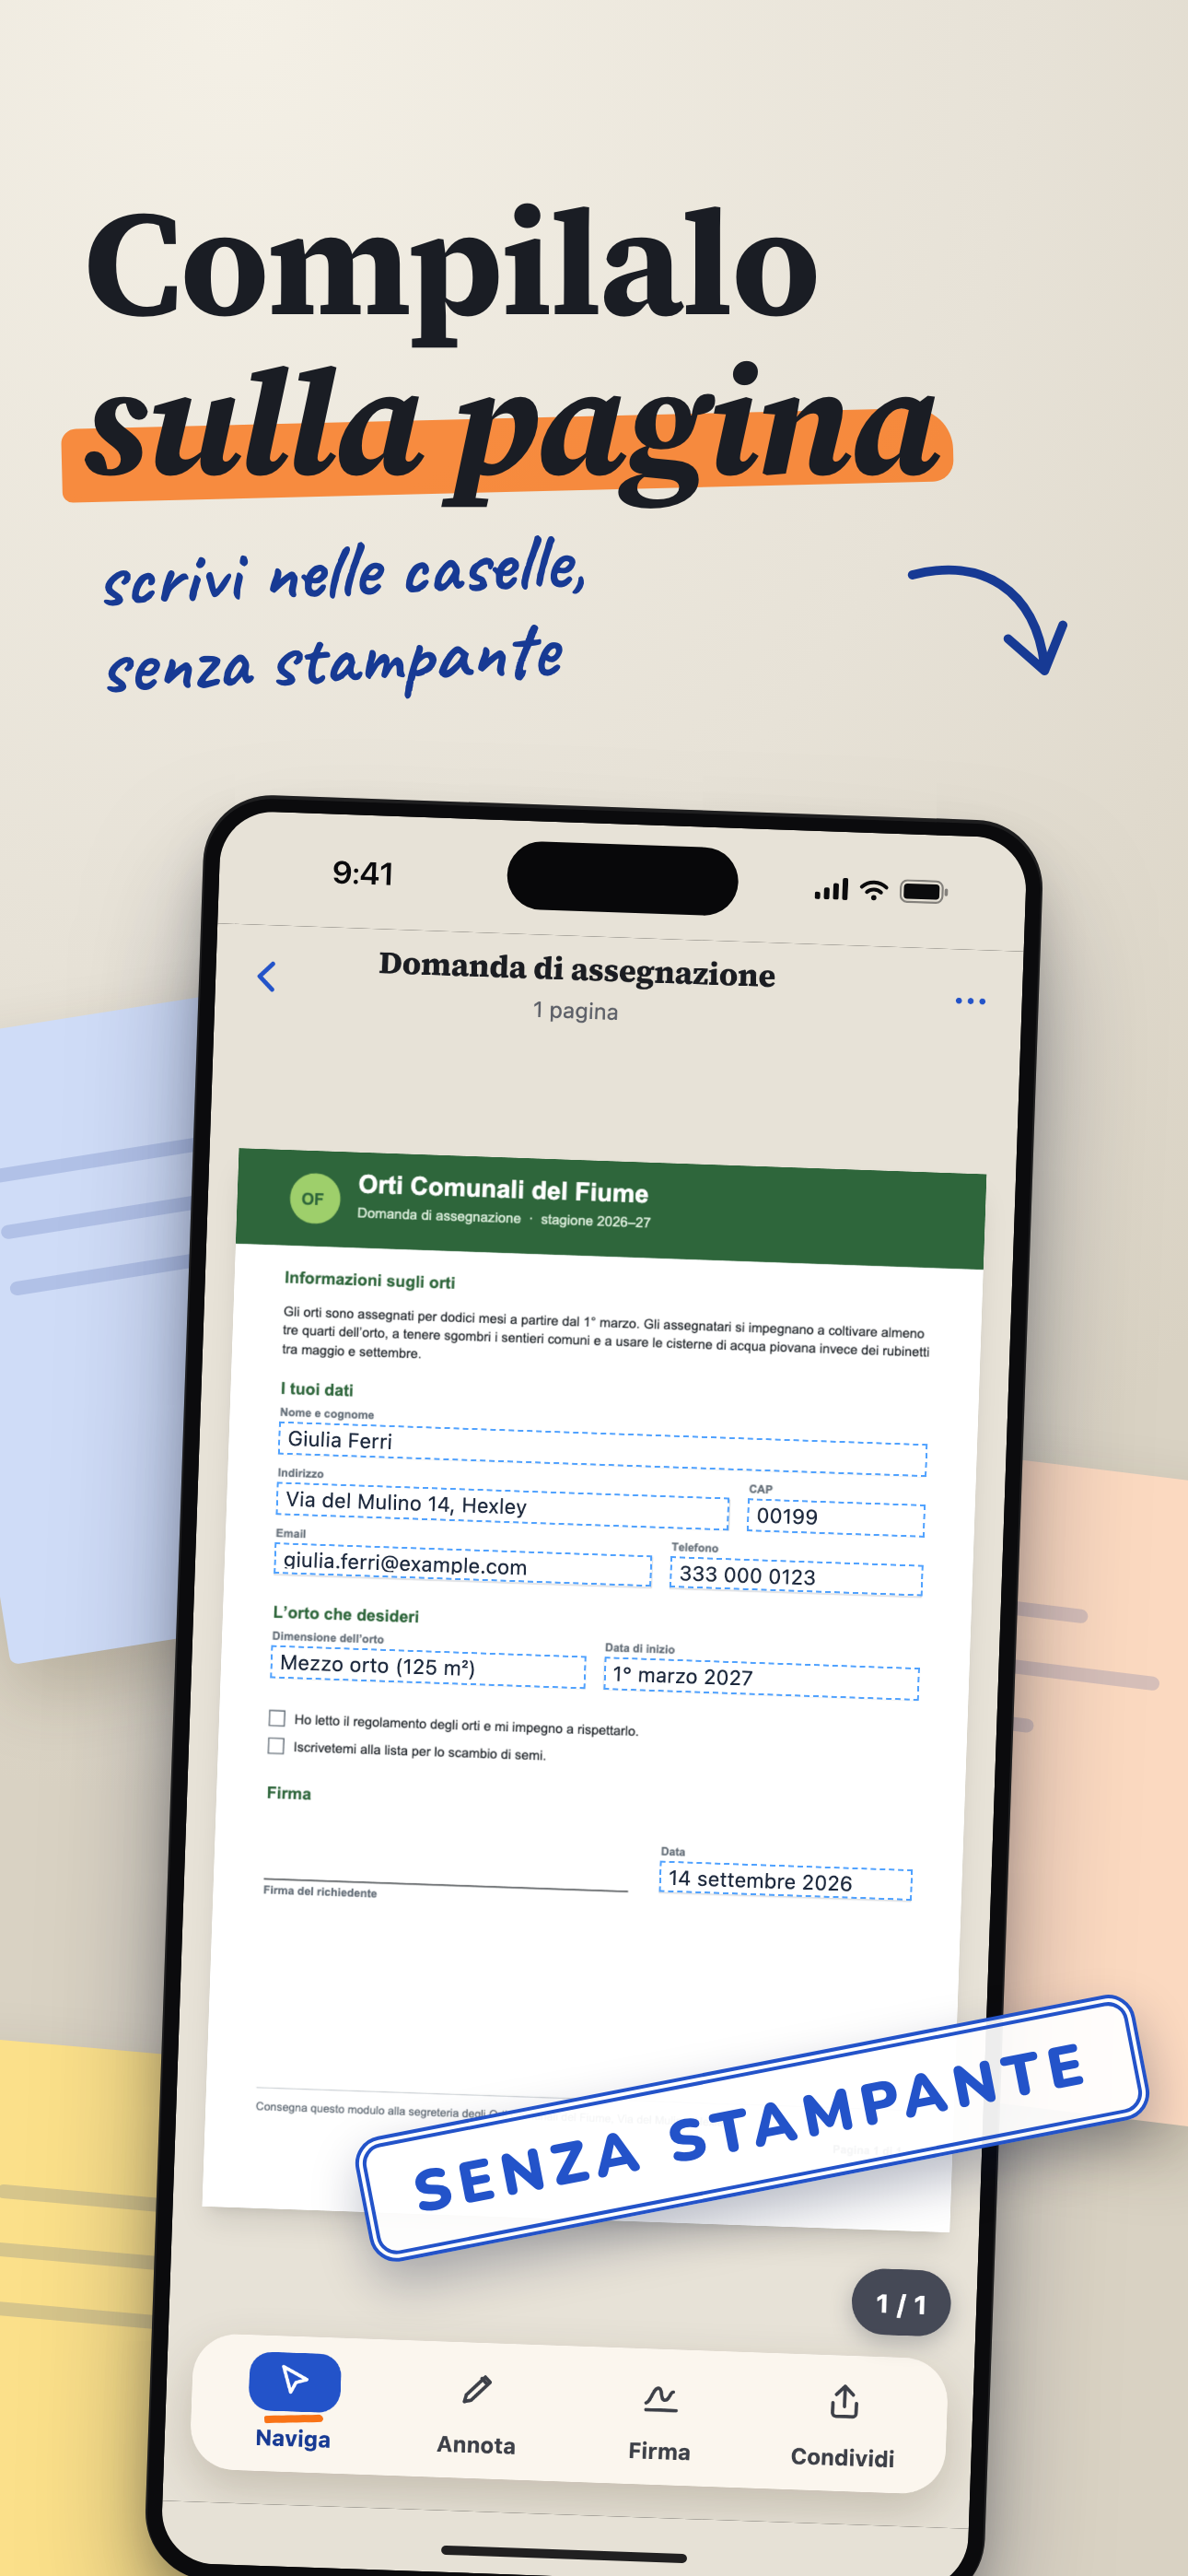 Compilalo
sulla pagina
scrivi nelle caselle,
senza stampante
9:41
Domanda di assegnazione
1 pagina
OF
Orti Comunali del Fiume
Domanda di assegnazione · stagione 2026–27
Informazioni sugli orti
Gli orti sono assegnati per dodici mesi a partire dal 1° marzo. Gli assegnatari si impegnano a coltivare almeno
tre quarti dell'orto, a tenere sgombri i sentieri comuni e a usare le cisterne di acqua piovana invece dei rubinetti
tra maggio e settembre.
I tuoi dati
Nome e cognome
Giulia Ferri
Indirizzo
CAP
Via del Mulino 14, Hexley
00199
Email
Telefono
giulia.ferri@example.com
333 000 0123
L'orto che desideri
Dimensione dell'orto
Data di inizio
Mezzo orto (125 m²)
1° marzo 2027
Ho letto il regolamento degli orti e mi impegno a rispettarlo.
Iscrivetemi alla lista per lo scambio di semi.
Firma
Data
14 settembre 2026
Firma del richiedente
Consegna questo modulo alla segreteria degli
SENZA STAMPANTE
1 / 1
Naviga
Annota
Firma
Condividi